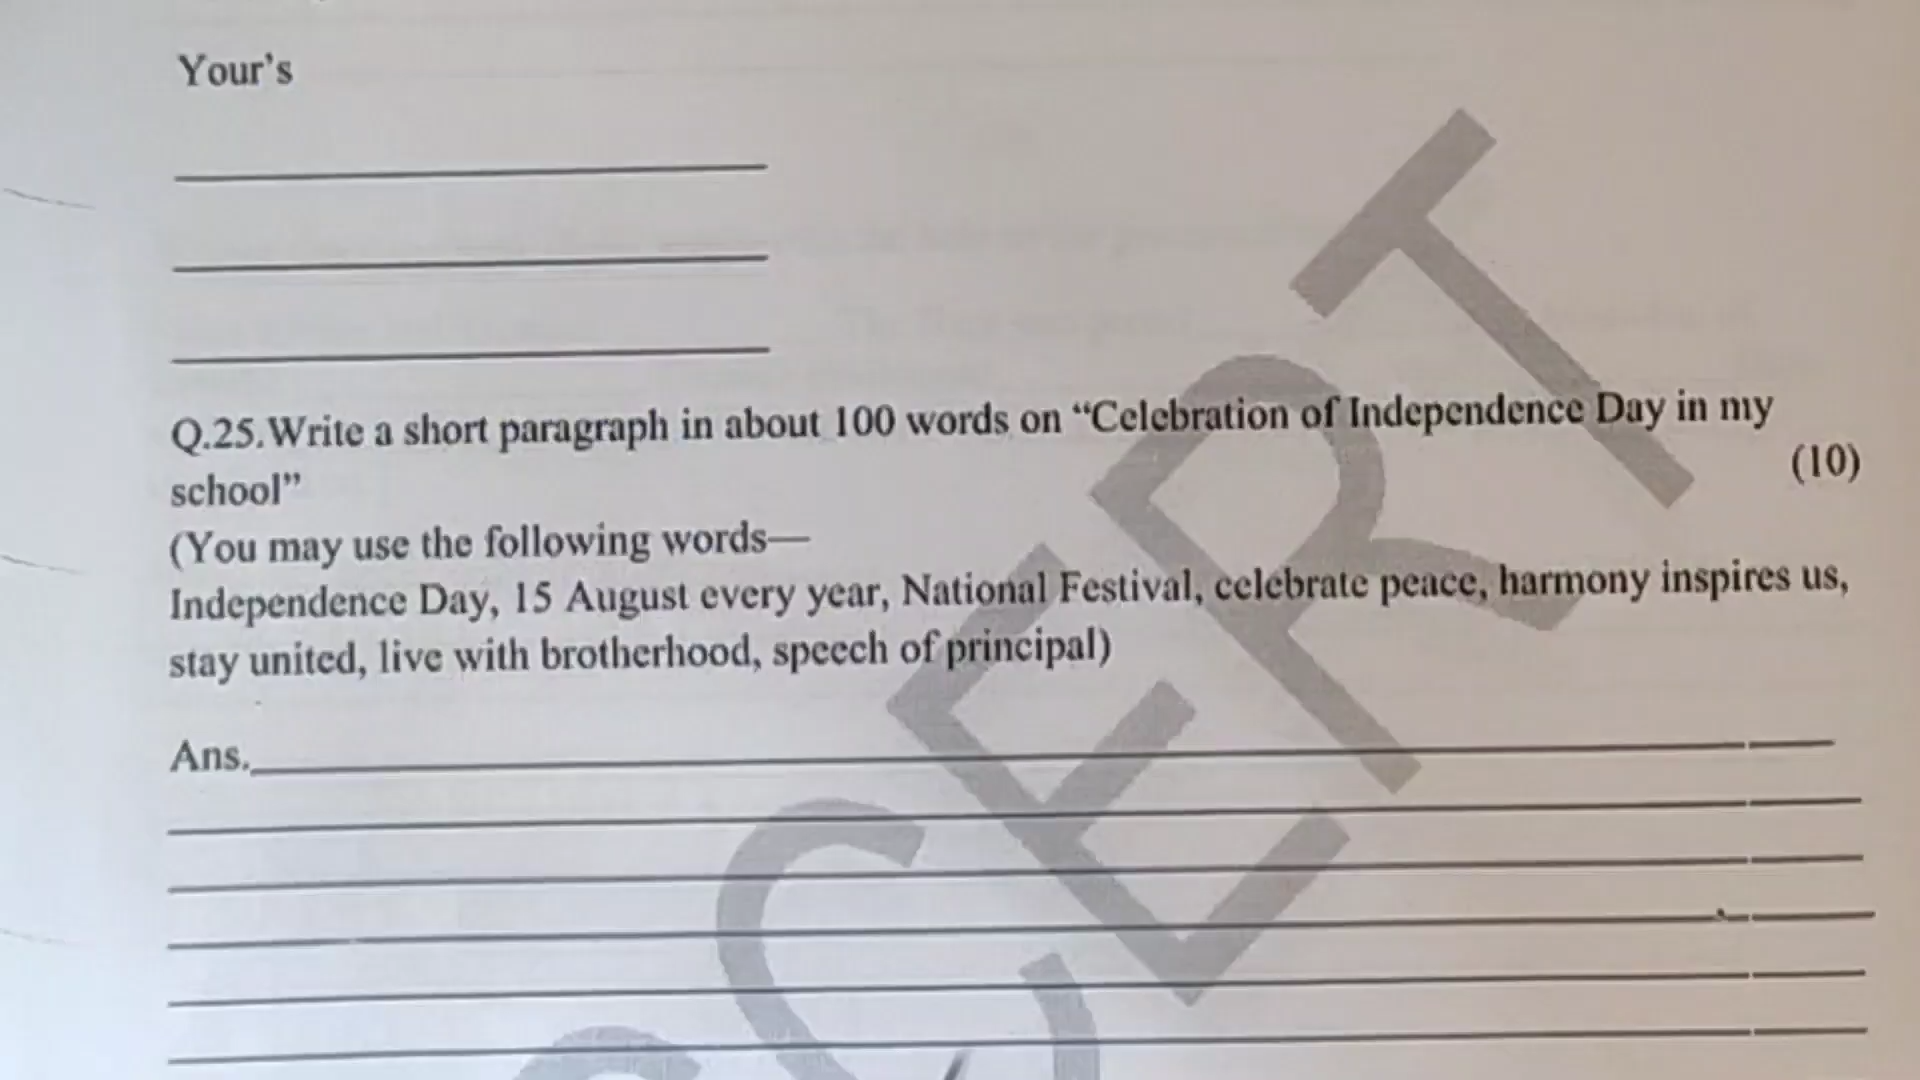 Your's
Q.25.Write a short paragraph in about 100 words on “Celebration of Independence Day in my
school” (10)
(You may use the following words—
Independence Day, 15 August every year, National Festival, celebrate peace, harmony inspires us,
stay united, live with brotherhood, speech of principal)
Ans.
SCERT